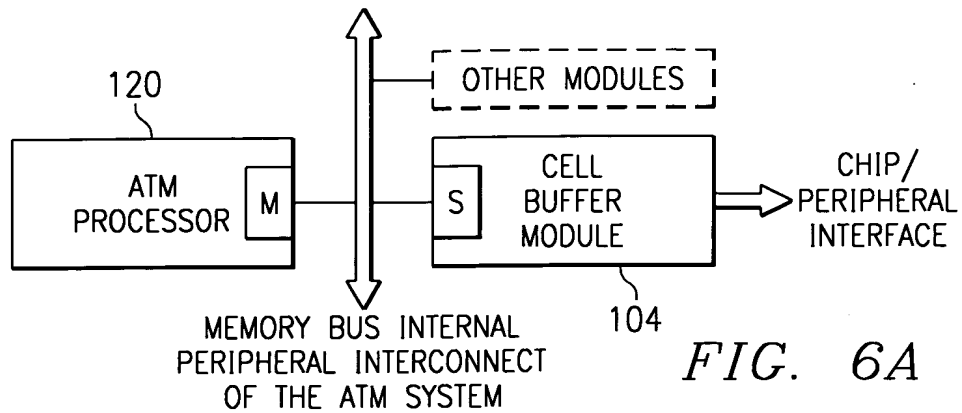 120
OTHER MODULES
ATM
PROCESSOR
M
S
CELL
BUFFER
MODULE
CHIP/
PERIPHERAL
INTERFACE
104
MEMORY BUS INTERNAL
PERIPHERAL INTERCONNECT
OF THE ATM SYSTEM
FIG. 6A